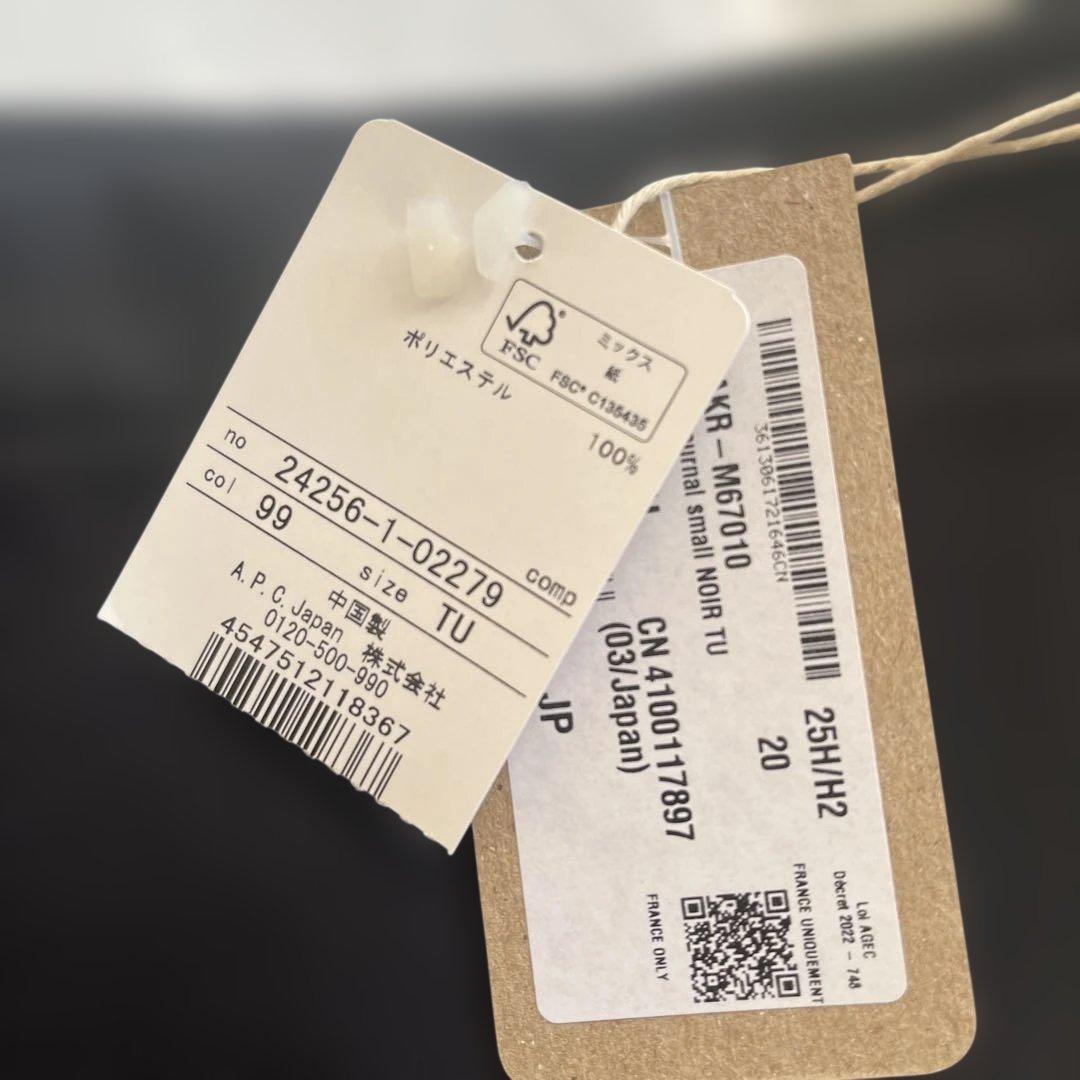 FSC
ミックス
紙
FSC® C135435
ポリエステル
100%
comp
no 24256-1-02279
col 99 size TU
中国製
A.P.C.Japan 株式会社
0120-500-990
4547512118367
3613061721646CN
KR - M67010
small NOIR TU
CN 4100117897
(03/Japan)
JP
25H/H2
20
Loi AGEC
Décret 2022 - 748
FRANCE UNIQUEMENT
FRANCE ONLY